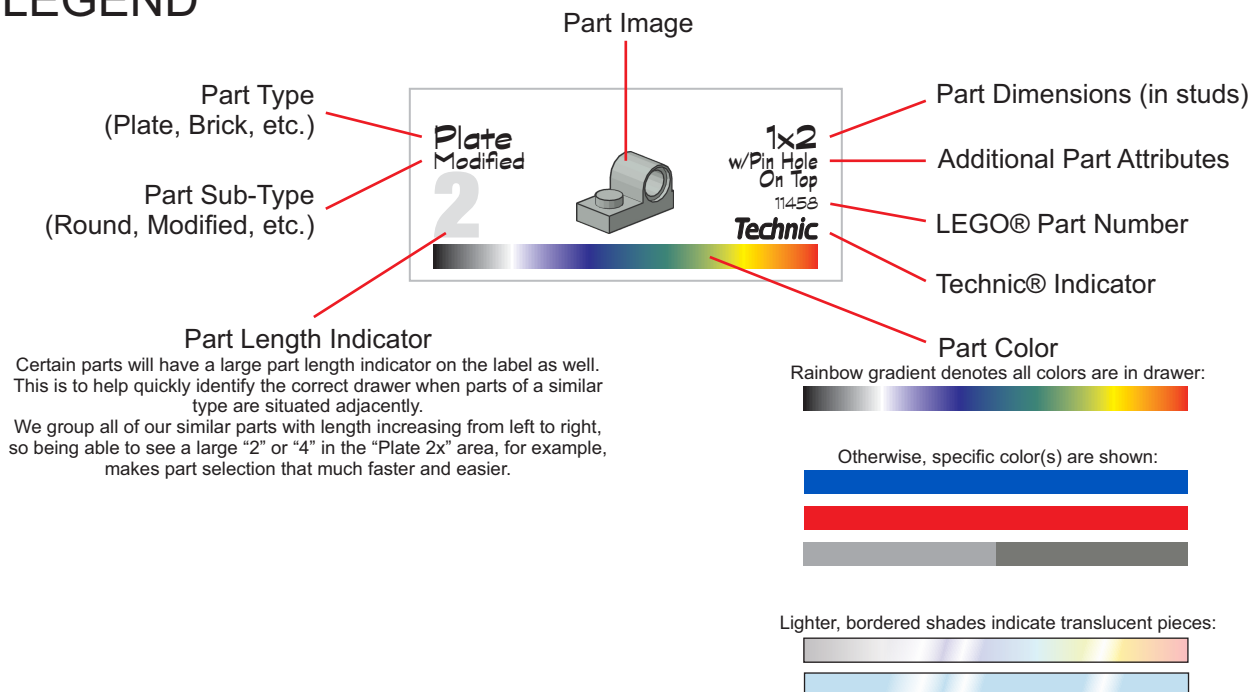 LEGEND
Part Image
Part Type
(Plate, Brick, etc.)
Part Sub-Type
(Round, Modified, etc.)
Plate
Modified
2
1x2
w/Pin Hole
On Top
11458
Technic
Part Dimensions (in studs)
Additional Part Attributes
LEGO® Part Number
Technic® Indicator
Part Length Indicator
Certain parts will have a large part length indicator on the label as well.
This is to help quickly identify the correct drawer when parts of a similar
type are situated adjacently.
We group all of our similar parts with length increasing from left to right,
so being able to see a large “2” or “4” in the “Plate 2x” area, for example,
makes part selection that much faster and easier.
Part Color
Rainbow gradient denotes all colors are in drawer:
Otherwise, specific color(s) are shown:
Lighter, bordered shades indicate translucent pieces: